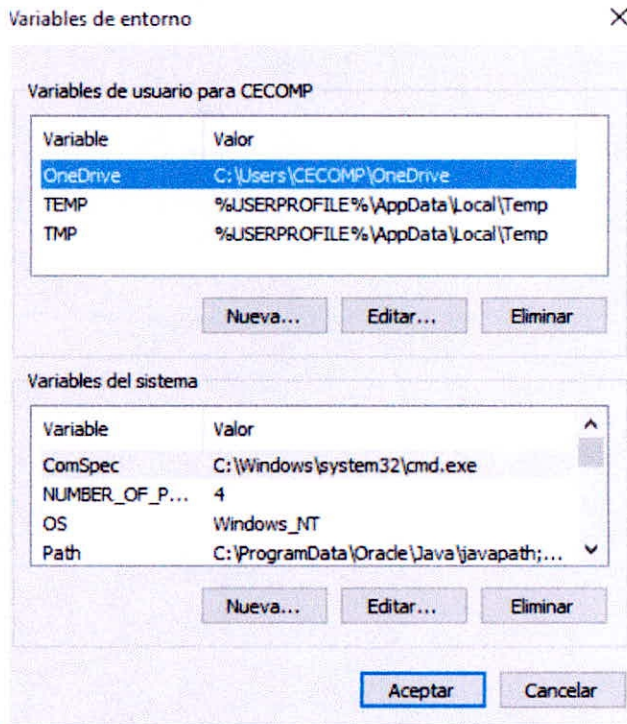 Variables de entorno
Variables de usuario para CECOMP
Variable Valor
OneDrive C:\Users\CECOMP\OneDrive
TEMP %USERPROFILE%\AppData\Local\Temp
TMP %USERPROFILE%\AppData\Local\Temp
Nueva... Editar... Eliminar
Variables del sistema
Variable Valor
ComSpec C:\Windows\system32\cmd.exe
NUMBER_OF_P... 4
OS Windows_NT
Path C:\ProgramData\Oracle\Java\javapath;...
Nueva... Editar... Eliminar
Aceptar Cancelar